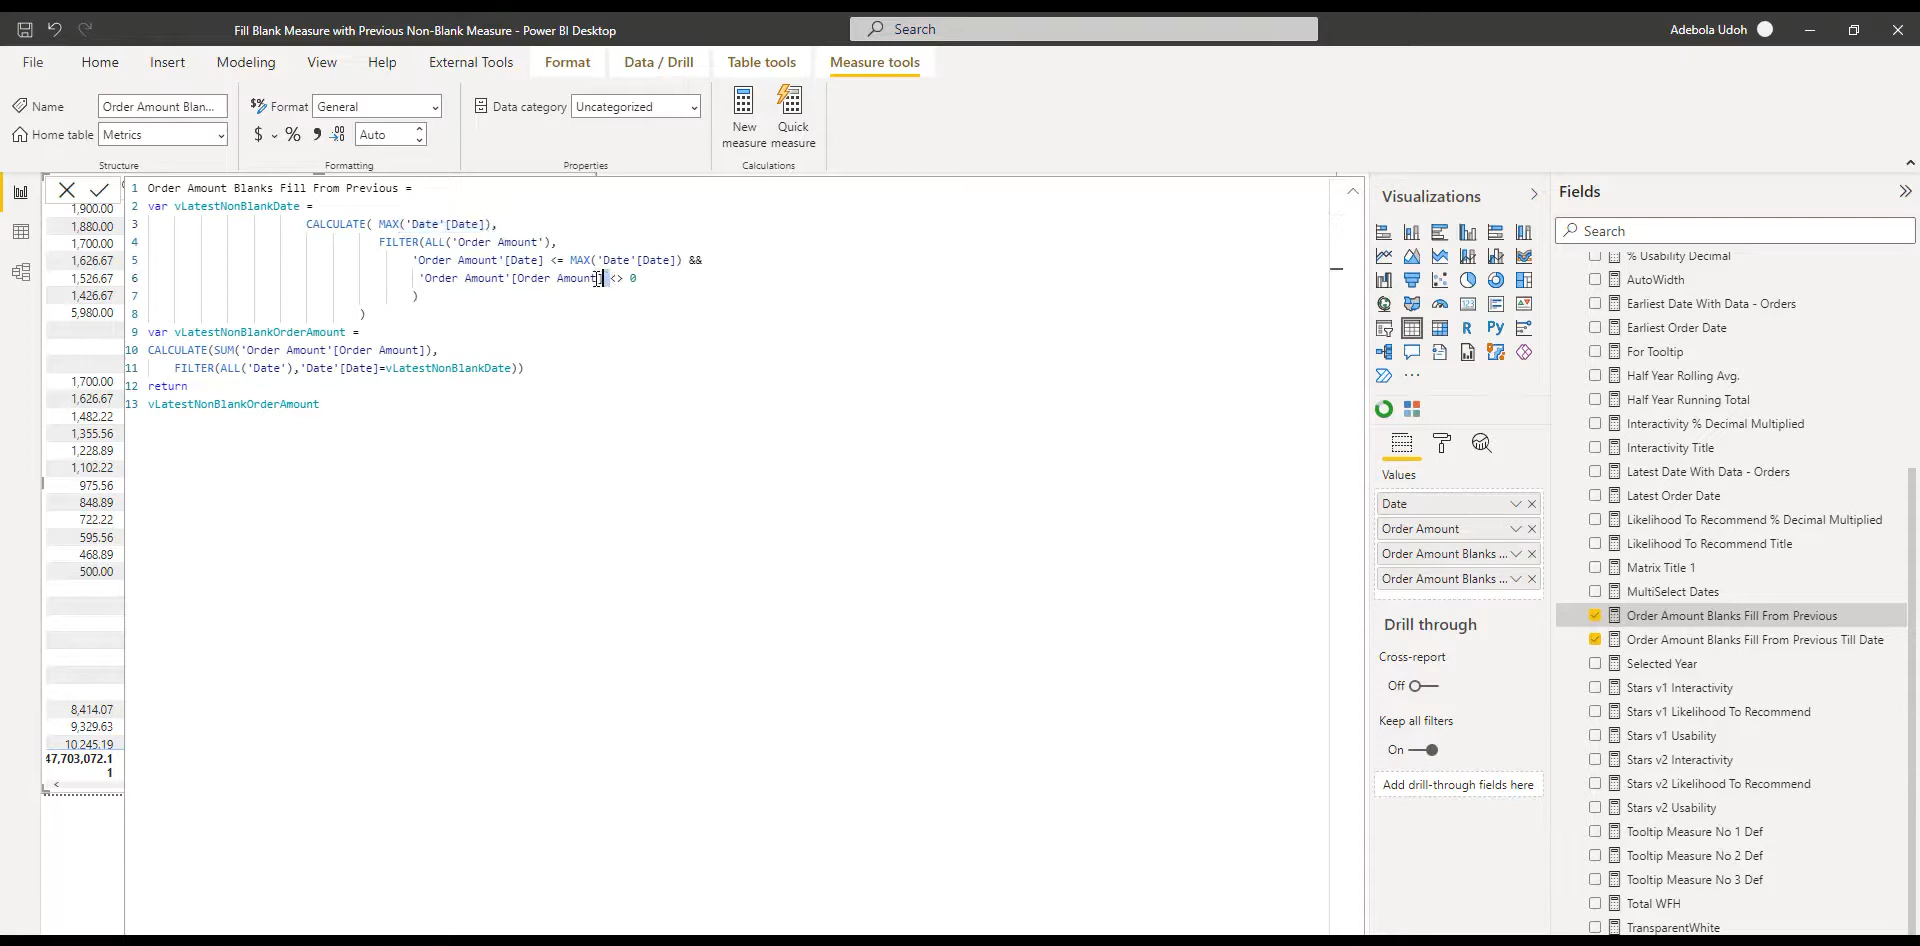 Fill Blank Measure with Previous Non-Blank Measure - Power BI Desktop
Search
Adebola Udoh
File
Home
Insert
Modeling
View
Help
External Tools
Format
Data / Drill
Table tools
Measure tools
Name
Order Amount Blan...
Home table
Metrics
Structure
Format
General
$ % 9 .00
Auto
Formatting
Data category
Uncategorized
Properties
New
measure
Quick
measure
Calculations
1,900.00
1,880.00
1,700.00
1,626.67
1,526.67
1,426.67
5,980.00
1,700.00
1,626.67
1,482.22
1,355.56
1,228.89
1,102.22
975.56
848.89
722.22
595.56
468.89
500.00
8,414.07
9,329.63
10,245.19
47,703,072.1
1
1 Order Amount Blanks Fill From Previous =
2 var vLatestNonBlankDate =
3 CALCULATE( MAX('Date'[Date]),
4 FILTER(ALL('Order Amount'),
5 'Order Amount'[Date] <= MAX('Date'[Date]) &&
6 'Order Amount'[Order Amount] <> 0
7 )
8 )
9 var vLatestNonBlankOrderAmount =
10 CALCULATE(SUM('Order Amount'[Order Amount]),
11 FILTER(ALL('Date'),'Date'[Date]=vLatestNonBlankDate))
12 return
13 vLatestNonBlankOrderAmount
Visualizations
R
Py
Values
Date
Order Amount
Order Amount Blanks ...
Order Amount Blanks ...
Drill through
Cross-report
Off
Keep all filters
On
Add drill-through fields here
Fields
Search
% Usability Decimal
AutoWidth
Earliest Date With Data - Orders
Earliest Order Date
For Tooltip
Half Year Rolling Avg.
Half Year Running Total
Interactivity % Decimal Multiplied
Interactivity Title
Latest Date With Data - Orders
Latest Order Date
Likelihood To Recommend % Decimal Multiplied
Likelihood To Recommend Title
Matrix Title 1
MultiSelect Dates
Order Amount Blanks Fill From Previous
Order Amount Blanks Fill From Previous Till Date
Selected Year
Stars v1 Interactivity
Stars v1 Likelihood To Recommend
Stars v1 Usability
Stars v2 Interactivity
Stars v2 Likelihood To Recommend
Stars v2 Usability
Tooltip Measure No 1 Def
Tooltip Measure No 2 Def
Tooltip Measure No 3 Def
Total WFH
TransparentWhite